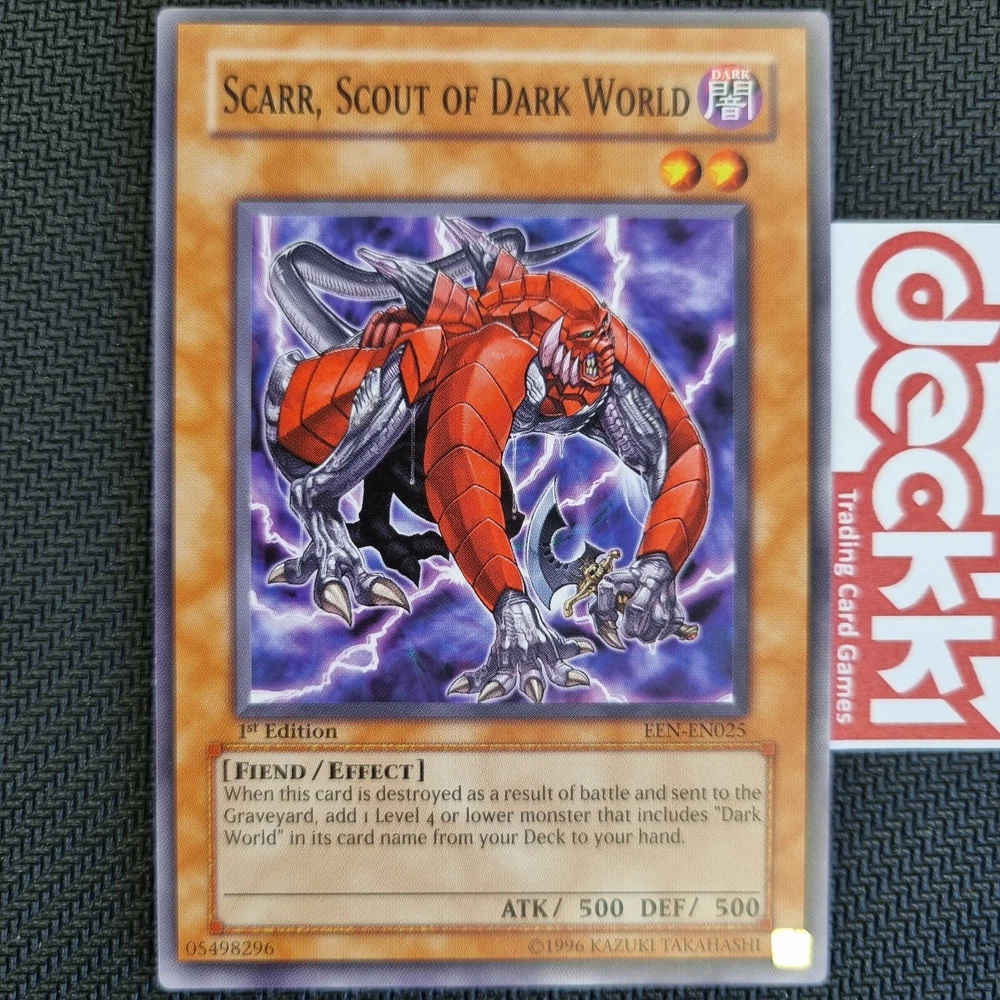 SCARR, SCOUT OF DARK WORLD
DARK
闇
1st Edition
EEN-EN025
[FIEND / EFFECT]
When this card is destroyed as a result of battle and sent to the
Graveyard, add 1 Level 4 or lower monster that includes "Dark
World" in its card name from your Deck to your hand.
ATK/ 500 DEF/ 500
05498296
©1996 KAZUKI TAKAHASHI
deckki
Trading Card Games